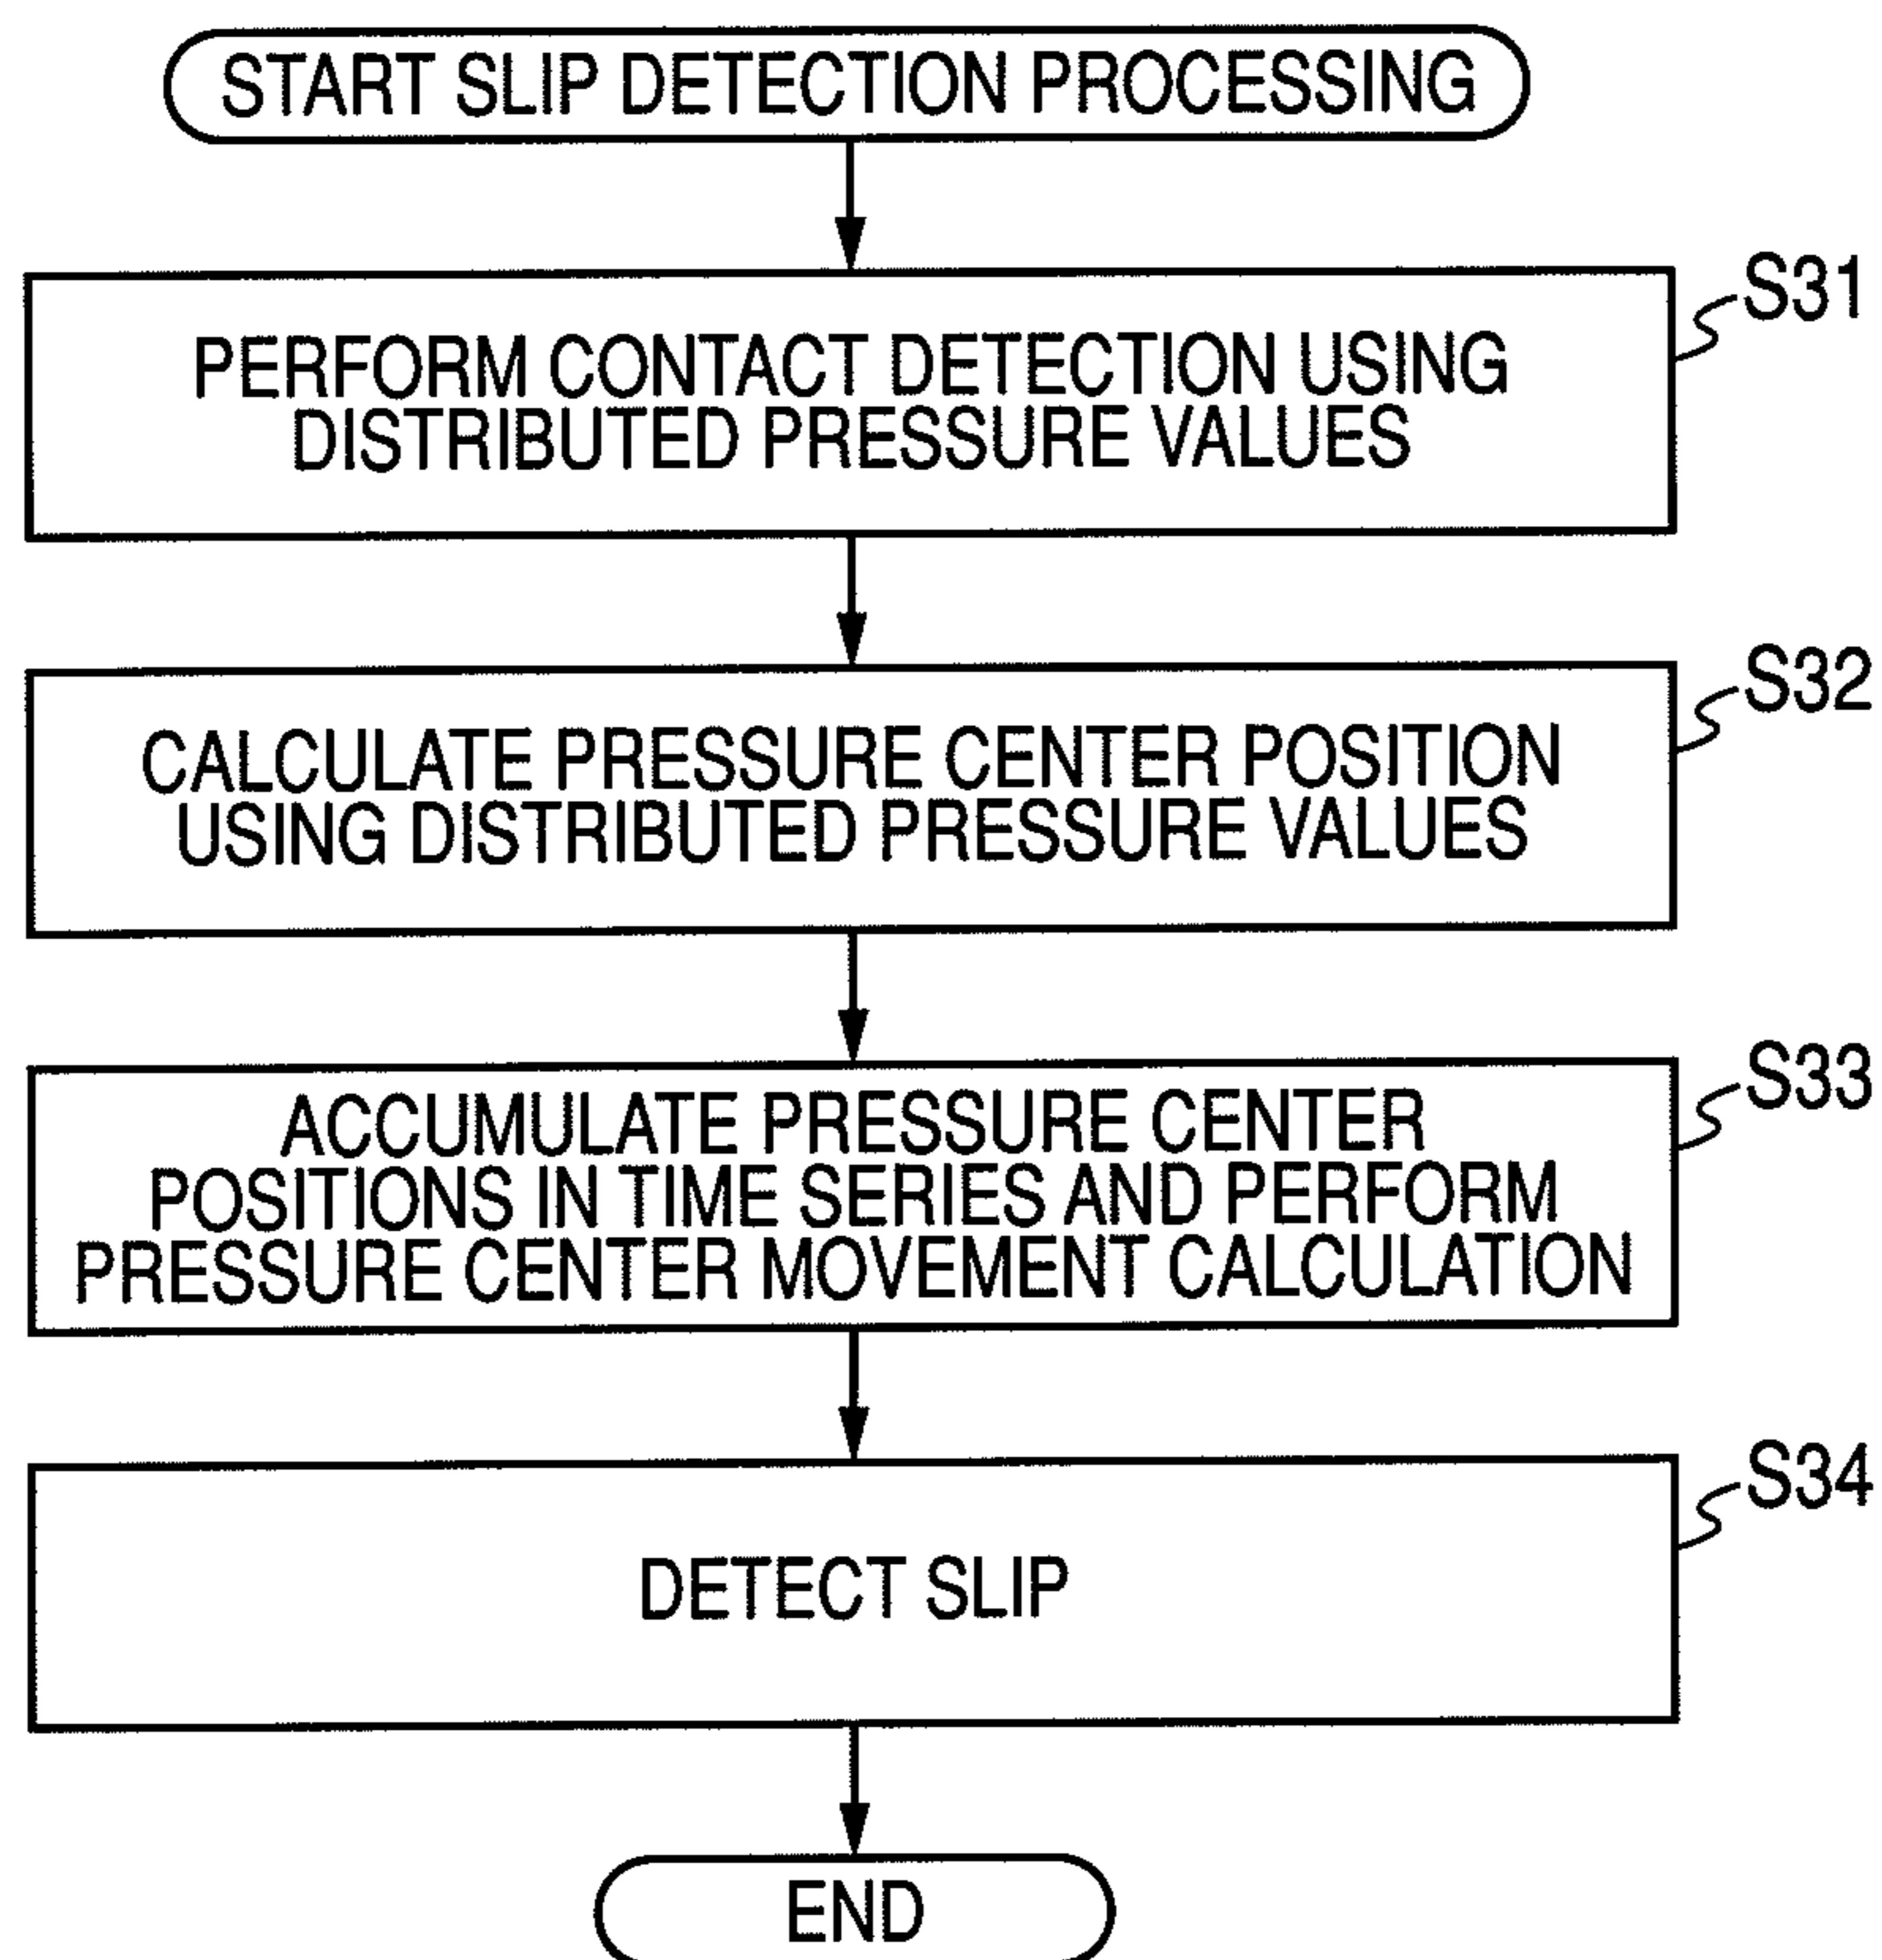 START SLIP DETECTION PROCESSING
S31
PERFORM CONTACT DETECTION USING
DISTRIBUTED PRESSURE VALUES
S32
CALCULATE PRESSURE CENTER POSITION
USING DISTRIBUTED PRESSURE VALUES
S33
ACCUMULATE PRESSURE CENTER
POSITIONS IN TIME SERIES AND PERFORM
PRESSURE CENTER MOVEMENT CALCULATION
S34
DETECT SLIP
END